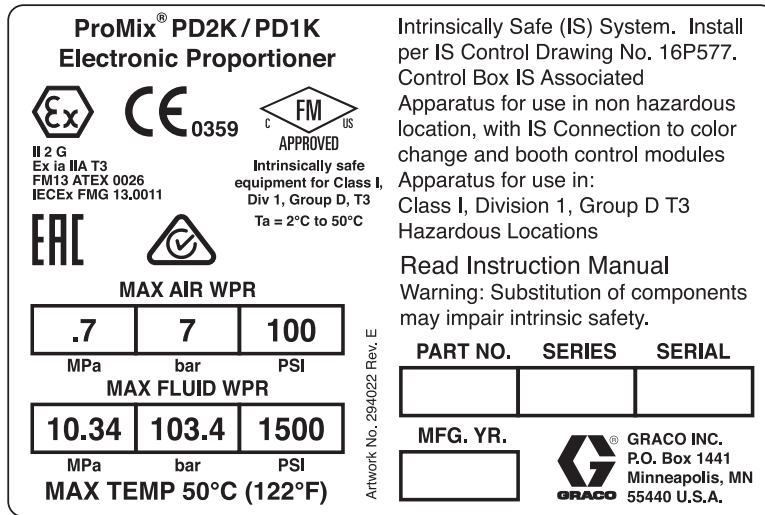 ProMix® PD2K / PD1K
Electronic Proportioner
Ex
CE 0359
FM
C US
APPROVED
II 2 G
Ex ia IIA T3
FM13 ATEX 0026
IECEx FMG 13.0011
Intrinsically safe
equipment for Class I,
Div 1, Group D, T3
Ta = 2°C to 50°C
EAC
MAX AIR WPR
.7 7 100
MPa bar PSI
MAX FLUID WPR
10.34 103.4 1500
MPa bar PSI
MAX TEMP 50°C (122°F)
Artwork No. 294022 Rev. E
Intrinsically Safe (IS) System. Install
per IS Control Drawing No. 16P577.
Control Box IS Associated
Apparatus for use in non hazardous
location, with IS Connection to color
change and booth control modules
Apparatus for use in:
Class I, Division 1, Group D T3
Hazardous Locations
Read Instruction Manual
Warning: Substitution of components
may impair intrinsic safety.
PART NO. SERIES SERIAL
MFG. YR.
G®
GRACO
GRACO INC.
P.O. Box 1441
Minneapolis, MN
55440 U.S.A.